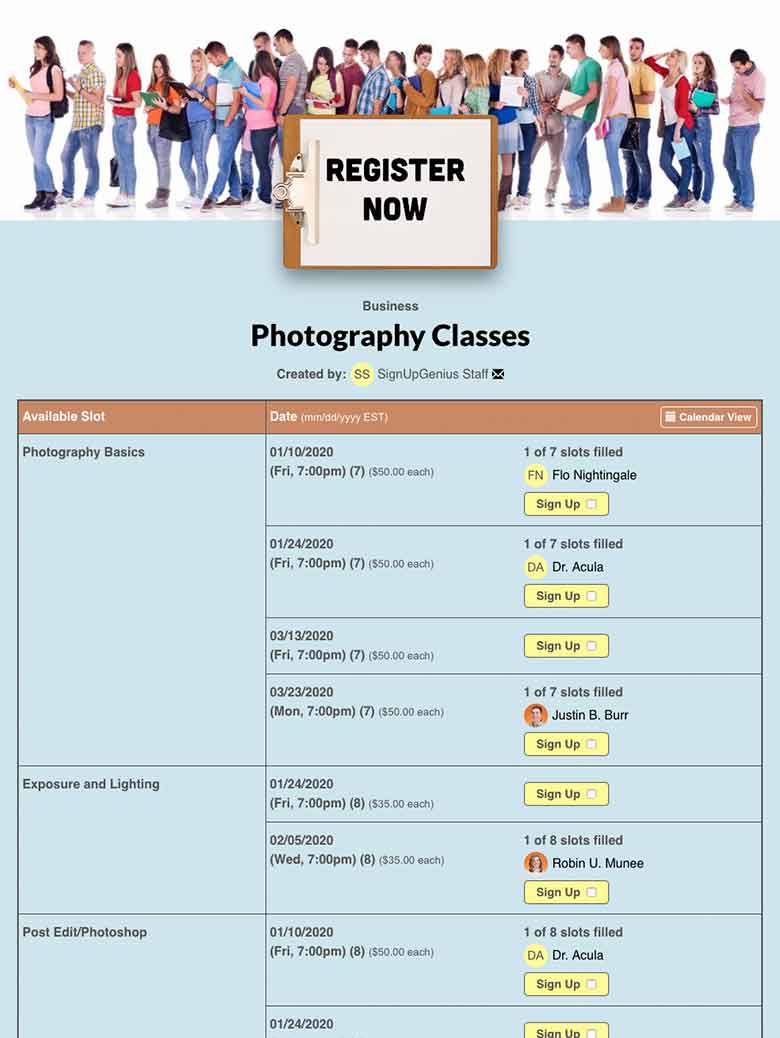 REGISTER
NOW
Business
Photography Classes
Created by: SS SignUpGenius Staff
Available Slot
Date (mm/dd/yyyy EST)
Calendar View
Photography Basics
01/10/2020
(Fri, 7:00pm) (7) ($50.00 each)
1 of 7 slots filled
FN Flo Nightingale
Sign Up
01/24/2020
(Fri, 7:00pm) (7) ($50.00 each)
1 of 7 slots filled
DA Dr. Acula
Sign Up
03/13/2020
(Fri, 7:00pm) (7) ($50.00 each)
Sign Up
03/23/2020
(Mon, 7:00pm) (7) ($50.00 each)
1 of 7 slots filled
Justin B. Burr
Sign Up
Exposure and Lighting
01/24/2020
(Fri, 7:00pm) (8) ($35.00 each)
Sign Up
02/05/2020
(Wed, 7:00pm) (8) ($35.00 each)
1 of 8 slots filled
Robin U. Munee
Sign Up
Post Edit/Photoshop
01/10/2020
(Fri, 7:00pm) (8) ($50.00 each)
1 of 8 slots filled
DA Dr. Acula
Sign Up
01/24/2020
Sign Up